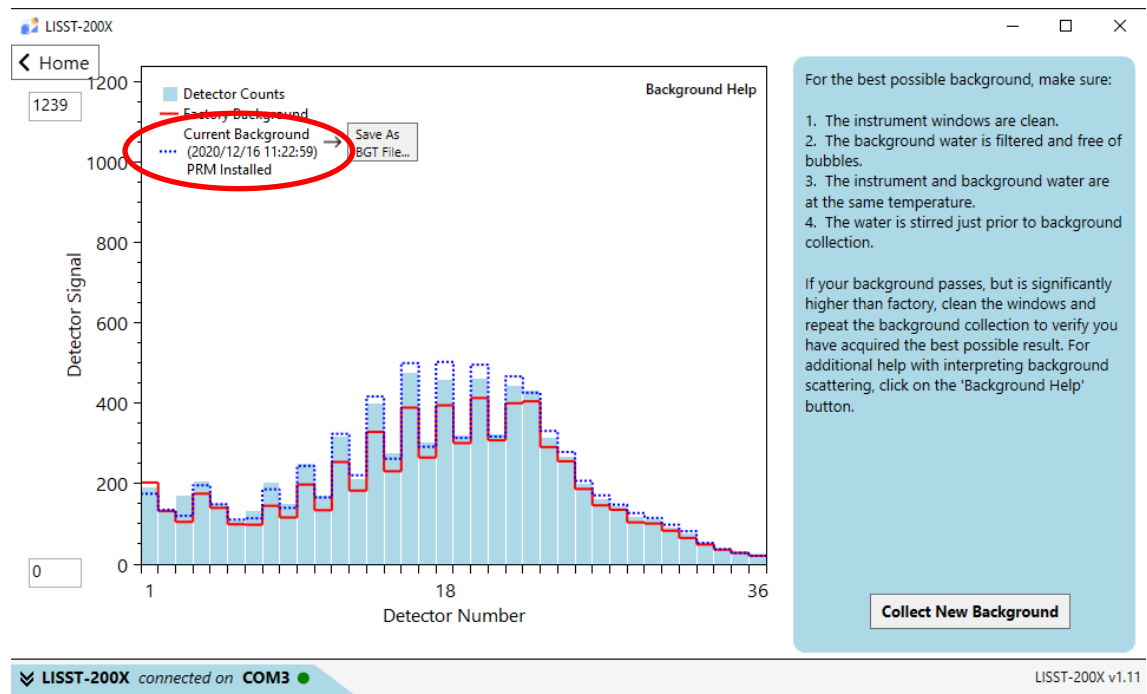 LISST-200X
Home
1239
1200
1000
800
600
400
200
0
0
Detector Signal
Detector Counts
Factory Background
Current Background
(2020/12/16 11:22:59)
PRM Installed
Save As
BGT File...
Background Help
1
18
36
Detector Number
For the best possible background, make sure:
1. The instrument windows are clean.
2. The background water is filtered and free of
bubbles.
3. The instrument and background water are
at the same temperature.
4. The water is stirred just prior to background
collection.
If your background passes, but is significantly
higher than factory, clean the windows and
repeat the background collection to verify you
have acquired the best possible result. For
additional help with interpreting background
scattering, click on the 'Background Help'
button.
Collect New Background
LISST-200X connected on COM3
LISST-200X v1.11